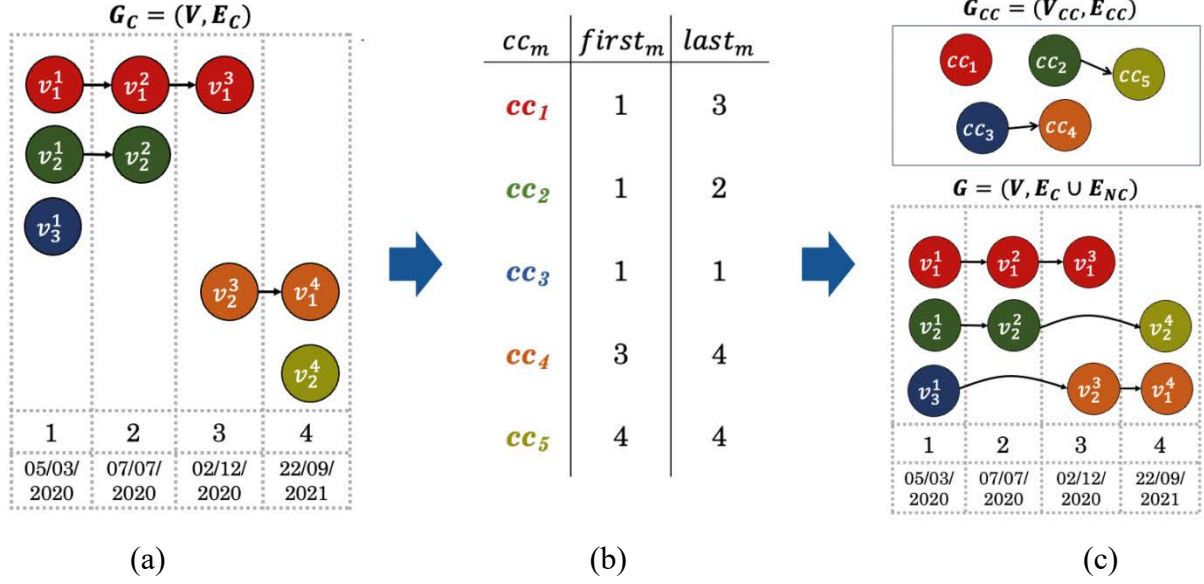 G_C = (V, E_C)
v_1^1 v_1^2 v_1^3
v_2^1 v_2^2
v_3^1
v_2^3 v_1^4
v_2^4
1 2 3 4
05/03/ 07/07/ 02/12/ 22/09/
2020 2020 2020 2021
(a)
cc_m first_m last_m
cc_1 1 3
cc_2 1 2
cc_3 1 1
cc_4 3 4
cc_5 4 4
(b)
G_CC = (V_CC, E_CC)
cc_1 cc_2 cc_5
cc_3 cc_4
G = (V, E_C ∪ E_NC)
v_1^1 v_1^2 v_1^3
v_2^1 v_2^2 v_2^4
v_3^1 v_2^3 v_1^4
1 2 3 4
05/03/ 07/07/ 02/12/ 22/09/
2020 2020 2020 2021
(c)